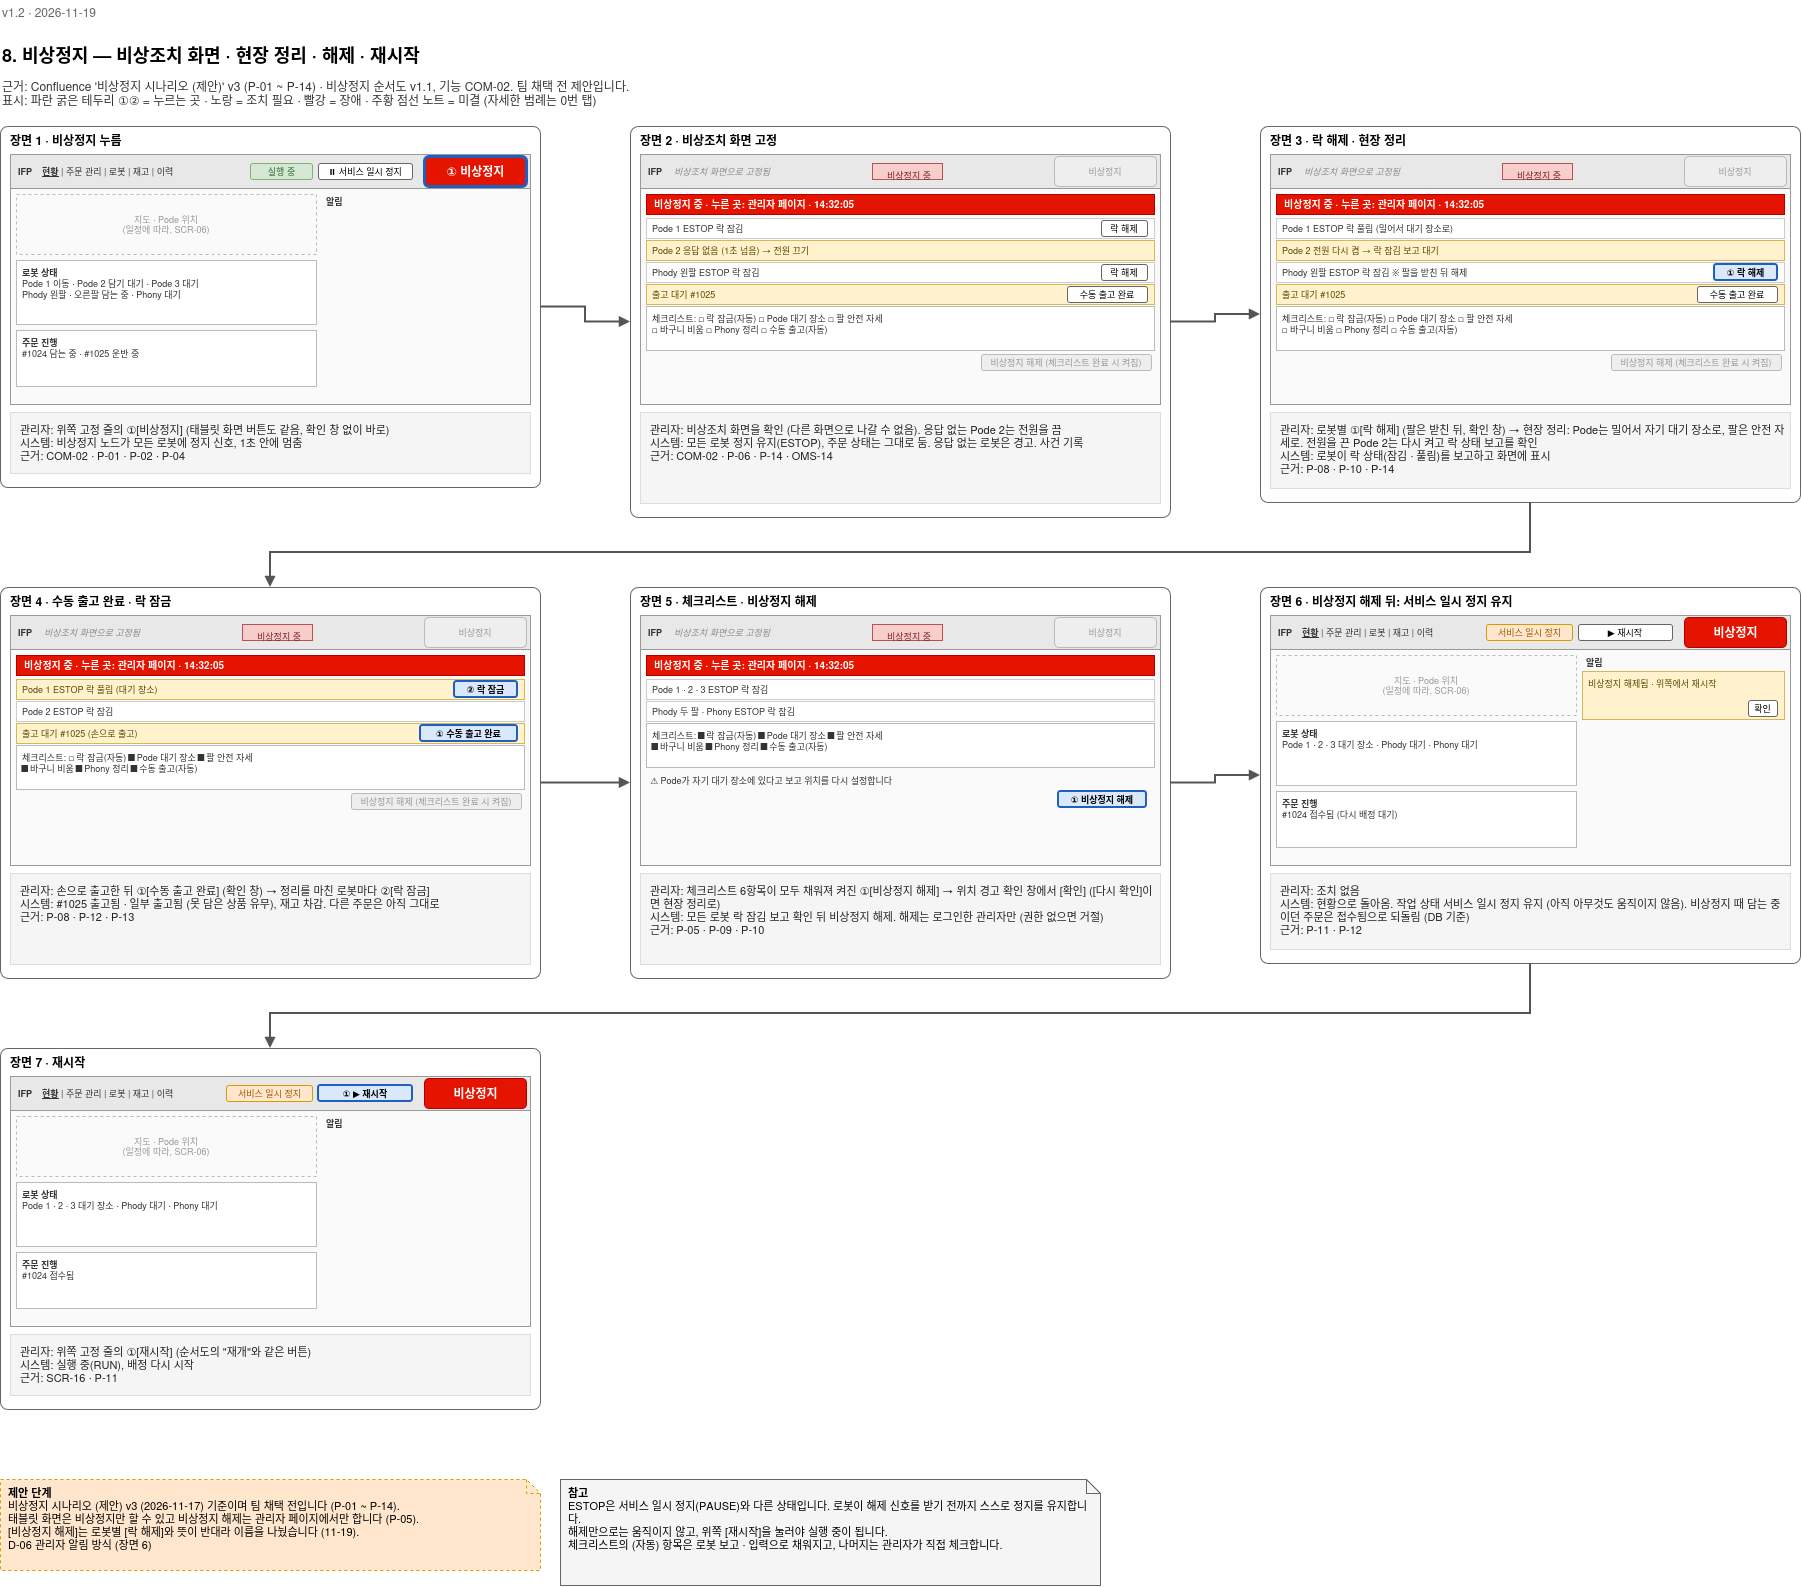 v1.2 · 2026-11-19
8. 비상정지 — 비상조치 화면 · 현장 정리 · 해제 · 재시작
근거: Confluence '비상정지 시나리오 (제안)' v3 (P-01 ~ P-14) · 비상정지 순서도 v1.1, 기능 COM-02. 팀 채택 전 제안입니다.
표시: 파란 굵은 테두리 ①② = 누르는 곳 · 노랑 = 조치 필요 · 빨강 = 장애 · 주황 점선 노트 = 미결 (자세한 범례는 0번 탭)
장면 1 · 비상정지 누름
IFP 현황 | 주문 관리 | 로봇 | 재고 | 이력 실행 중 ⏸ 서비스 일시 정지 ① 비상정지
지도 · Pode 위치
(일정에 따라, SCR-06)
알림
로봇 상태
Pode 1 이동 · Pode 2 담기 대기 · Pode 3 대기
Phody 왼팔 · 오른팔 담는 중 · Phony 대기
주문 진행
#1024 담는 중 · #1025 운반 중
관리자: 위쪽 고정 줄의 ①[비상정지] (태블릿 화면 버튼도 같음, 확인 창 없이 바로)
시스템: 비상정지 노드가 모든 로봇에 정지 신호, 1초 안에 멈춤
근거: COM-02 · P-01 · P-02 · P-04
장면 2 · 비상조치 화면 고정
IFP 비상조치 화면으로 고정됨 비상정지 중 비상정지
비상정지 중 · 누른 곳: 관리자 페이지 · 14:32:05
Pode 1 ESTOP 락 잠김 락 해제
Pode 2 응답 없음 (1초 넘음) → 전원 끄기
Phody 왼팔 ESTOP 락 잠김 락 해제
출고 대기 #1025 수동 출고 완료
체크리스트: □ 락 잠금(자동) □ Pode 대기 장소 □ 팔 안전 자세
□ 바구니 비움 □ Phony 정리 □ 수동 출고(자동)
비상정지 해제 (체크리스트 완료 시 켜짐)
관리자: 비상조치 화면을 확인 (다른 화면으로 나갈 수 없음). 응답 없는 Pode 2는 전원을 끔
시스템: 모든 로봇 정지 유지(ESTOP), 주문 상태는 그대로 둠. 응답 없는 로봇은 경고. 사건 기록
근거: COM-02 · P-06 · P-14 · OMS-14
장면 3 · 락 해제 · 현장 정리
IFP 비상조치 화면으로 고정됨 비상정지 중 비상정지
비상정지 중 · 누른 곳: 관리자 페이지 · 14:32:05
Pode 1 ESTOP 락 풀림 (밀어서 대기 장소로)
Pode 2 전원 다시 켬 → 락 잠김 보고 대기
Phody 왼팔 ESTOP 락 잠김 ※ 팔을 받친 뒤 해제 ① 락 해제
출고 대기 #1025 수동 출고 완료
체크리스트: □ 락 잠금(자동) □ Pode 대기 장소 □ 팔 안전 자세
□ 바구니 비움 □ Phony 정리 □ 수동 출고(자동)
비상정지 해제 (체크리스트 완료 시 켜짐)
관리자: 로봇별 ①[락 해제] (팔은 받친 뒤, 확인 창) → 현장 정리: Pode는 밀어서 자기 대기 장소로, 팔은 안전 자
세로. 전원을 끈 Pode 2는 다시 켜고 락 상태 보고를 확인
시스템: 로봇이 락 상태(잠김 · 풀림)를 보고하고 화면에 표시
근거: P-08 · P-10 · P-14
장면 4 · 수동 출고 완료 · 락 잠금
IFP 비상조치 화면으로 고정됨 비상정지 중 비상정지
비상정지 중 · 누른 곳: 관리자 페이지 · 14:32:05
Pode 1 ESTOP 락 풀림 (대기 장소) ② 락 잠금
Pode 2 ESTOP 락 잠김
출고 대기 #1025 (손으로 출고) ① 수동 출고 완료
체크리스트: □ 락 잠금(자동) ■ Pode 대기 장소 ■ 팔 안전 자세
■ 바구니 비움 ■ Phony 정리 ■ 수동 출고(자동)
비상정지 해제 (체크리스트 완료 시 켜짐)
관리자: 손으로 출고한 뒤 ①[수동 출고 완료] (확인 창) → 정리를 마친 로봇마다 ②[락 잠금]
시스템: #1025 출고됨 · 일부 출고됨 (못 담은 상품 유무), 재고 차감. 다른 주문은 아직 그대로
근거: P-08 · P-12 · P-13
장면 5 · 체크리스트 · 비상정지 해제
IFP 비상조치 화면으로 고정됨 비상정지 중 비상정지
비상정지 중 · 누른 곳: 관리자 페이지 · 14:32:05
Pode 1 · 2 · 3 ESTOP 락 잠김
Phody 두 팔 · Phony ESTOP 락 잠김
체크리스트: ■ 락 잠금(자동) ■ Pode 대기 장소 ■ 팔 안전 자세
■ 바구니 비움 ■ Phony 정리 ■ 수동 출고(자동)
⚠ Pode가 자기 대기 장소에 있다고 보고 위치를 다시 설정합니다
① 비상정지 해제
관리자: 체크리스트 6항목이 모두 채워져 켜진 ①[비상정지 해제] → 위치 경고 확인 창에서 [확인] ([다시 확인]이
면 현장 정리로)
시스템: 모든 로봇 락 잠김 보고 확인 뒤 비상정지 해제. 해제는 로그인한 관리자만 (권한 없으면 거절)
근거: P-05 · P-09 · P-10
장면 6 · 비상정지 해제 뒤: 서비스 일시 정지 유지
IFP 현황 | 주문 관리 | 로봇 | 재고 | 이력 서비스 일시 정지 ▶ 재시작 비상정지
지도 · Pode 위치
(일정에 따라, SCR-06)
알림
비상정지 해제됨 · 위쪽에서 재시작
확인
로봇 상태
Pode 1 · 2 · 3 대기 장소 · Phody 대기 · Phony 대기
주문 진행
#1024 접수됨 (다시 배정 대기)
관리자: 조치 없음
시스템: 현황으로 돌아옴. 작업 상태 서비스 일시 정지 유지 (아직 아무것도 움직이지 않음). 비상정지 때 담는 중
이던 주문은 접수됨으로 되돌림 (DB 기준)
근거: P-11 · P-12
장면 7 · 재시작
IFP 현황 | 주문 관리 | 로봇 | 재고 | 이력 서비스 일시 정지 ① ▶ 재시작 비상정지
지도 · Pode 위치
(일정에 따라, SCR-06)
알림
로봇 상태
Pode 1 · 2 · 3 대기 장소 · Phody 대기 · Phony 대기
주문 진행
#1024 접수됨
관리자: 위쪽 고정 줄의 ①[재시작] (순서도의 "재개"와 같은 버튼)
시스템: 실행 중(RUN), 배정 다시 시작
근거: SCR-16 · P-11
제안 단계
비상정지 시나리오 (제안) v3 (2026-11-17) 기준이며 팀 채택 전입니다 (P-01 ~ P-14).
태블릿 화면은 비상정지만 할 수 있고 비상정지 해제는 관리자 페이지에서만 합니다 (P-05).
[비상정지 해제]는 로봇별 [락 해제]와 뜻이 반대라 이름을 나눴습니다 (11-19).
D-06 관리자 알림 방식 (장면 6)
참고
ESTOP은 서비스 일시 정지(PAUSE)와 다른 상태입니다. 로봇이 해제 신호를 받기 전까지 스스로 정지를 유지합니
다.
해제만으로는 움직이지 않고, 위쪽 [재시작]을 눌러야 실행 중이 됩니다.
체크리스트의 (자동) 항목은 로봇 보고 · 입력으로 채워지고, 나머지는 관리자가 직접 체크합니다.